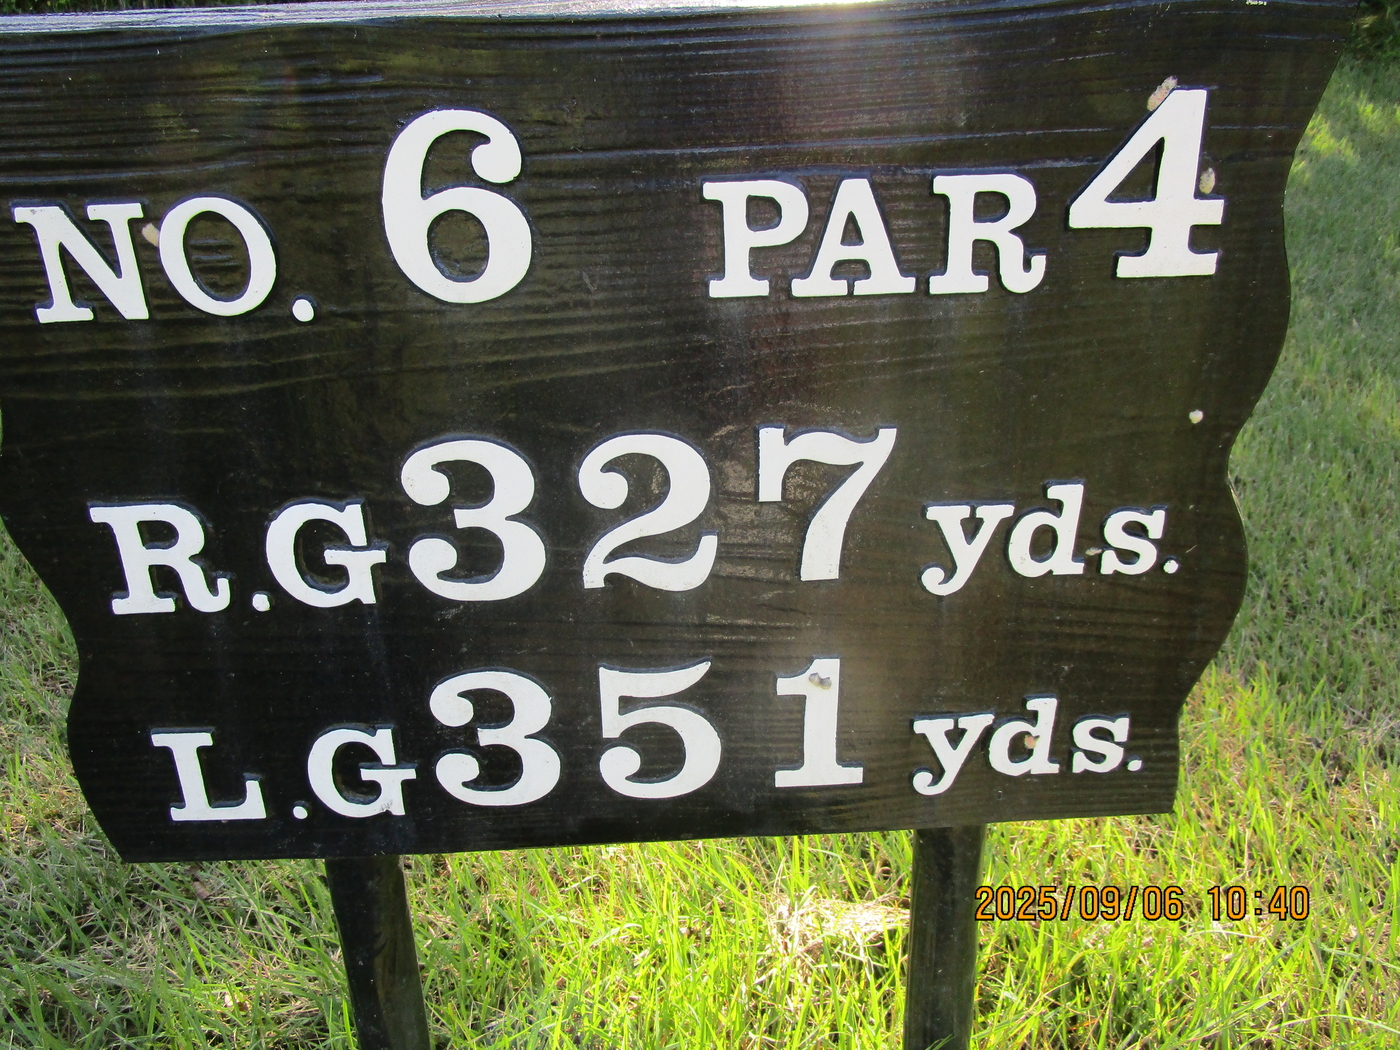 NO. 6 PAR 4
R.G 327 yds.
L.G 351 yds.
2025/09/06 10:40